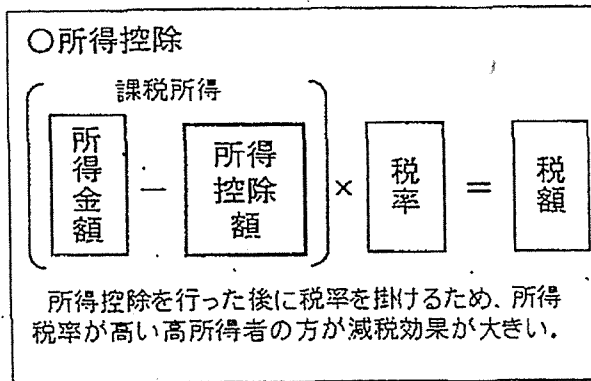 ○所得控除
課税所得
(所得金額 − 所得控除額) × 税率 = 税額
所得控除を行った後に税率を掛けるため、所得
税率が高い高所得者の方が減税効果が大きい.